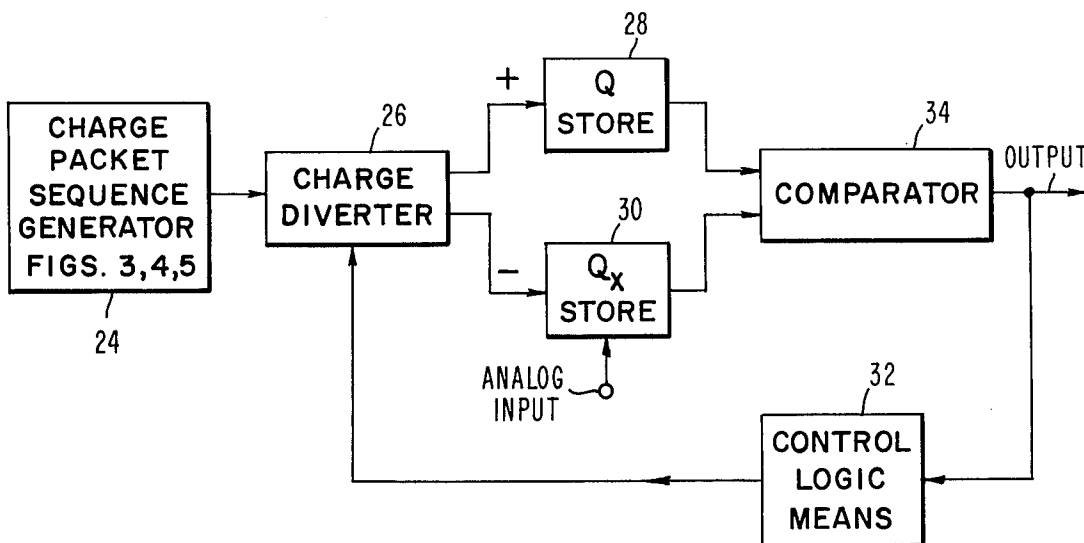 CHARGE
PACKET
SEQUENCE
GENERATOR
FIGS. 3,4,5
24
26
CHARGE
DIVERTER
+
−
28
Q
STORE
30
Qx
STORE
ANALOG
INPUT
34
COMPARATOR
OUTPUT
32
CONTROL
LOGIC
MEANS